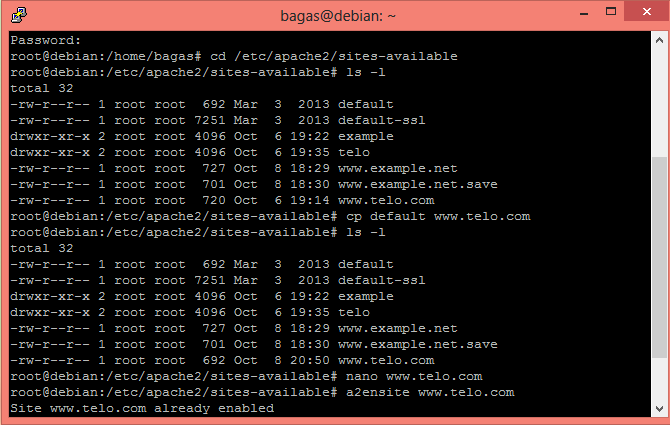 bagas@debian: ~
Password:
root@debian:/home/bagas# cd /etc/apache2/sites-available
root@debian:/etc/apache2/sites-available# ls -l
total 32
-rw-r--r-- 1 root root  692 Mar  3  2013 default
-rw-r--r-- 1 root root 7251 Mar  3  2013 default-ssl
drwxr-xr-x 2 root root 4096 Oct  6 19:22 example
drwxr-xr-x 2 root root 4096 Oct  6 19:35 telo
-rw-r--r-- 1 root root  727 Oct  8 18:29 www.example.net
-rw-r--r-- 1 root root  701 Oct  8 18:30 www.example.net.save
-rw-r--r-- 1 root root  720 Oct  6 19:14 www.telo.com
root@debian:/etc/apache2/sites-available# cp default www.telo.com
root@debian:/etc/apache2/sites-available# ls -l
total 32
-rw-r--r-- 1 root root  692 Mar  3  2013 default
-rw-r--r-- 1 root root 7251 Mar  3  2013 default-ssl
drwxr-xr-x 2 root root 4096 Oct  6 19:22 example
drwxr-xr-x 2 root root 4096 Oct  6 19:35 telo
-rw-r--r-- 1 root root  727 Oct  8 18:29 www.example.net
-rw-r--r-- 1 root root  701 Oct  8 18:30 www.example.net.save
-rw-r--r-- 1 root root  692 Oct  8 20:50 www.telo.com
root@debian:/etc/apache2/sites-available# nano www.telo.com
root@debian:/etc/apache2/sites-available# a2ensite www.telo.com
Site www.telo.com already enabled